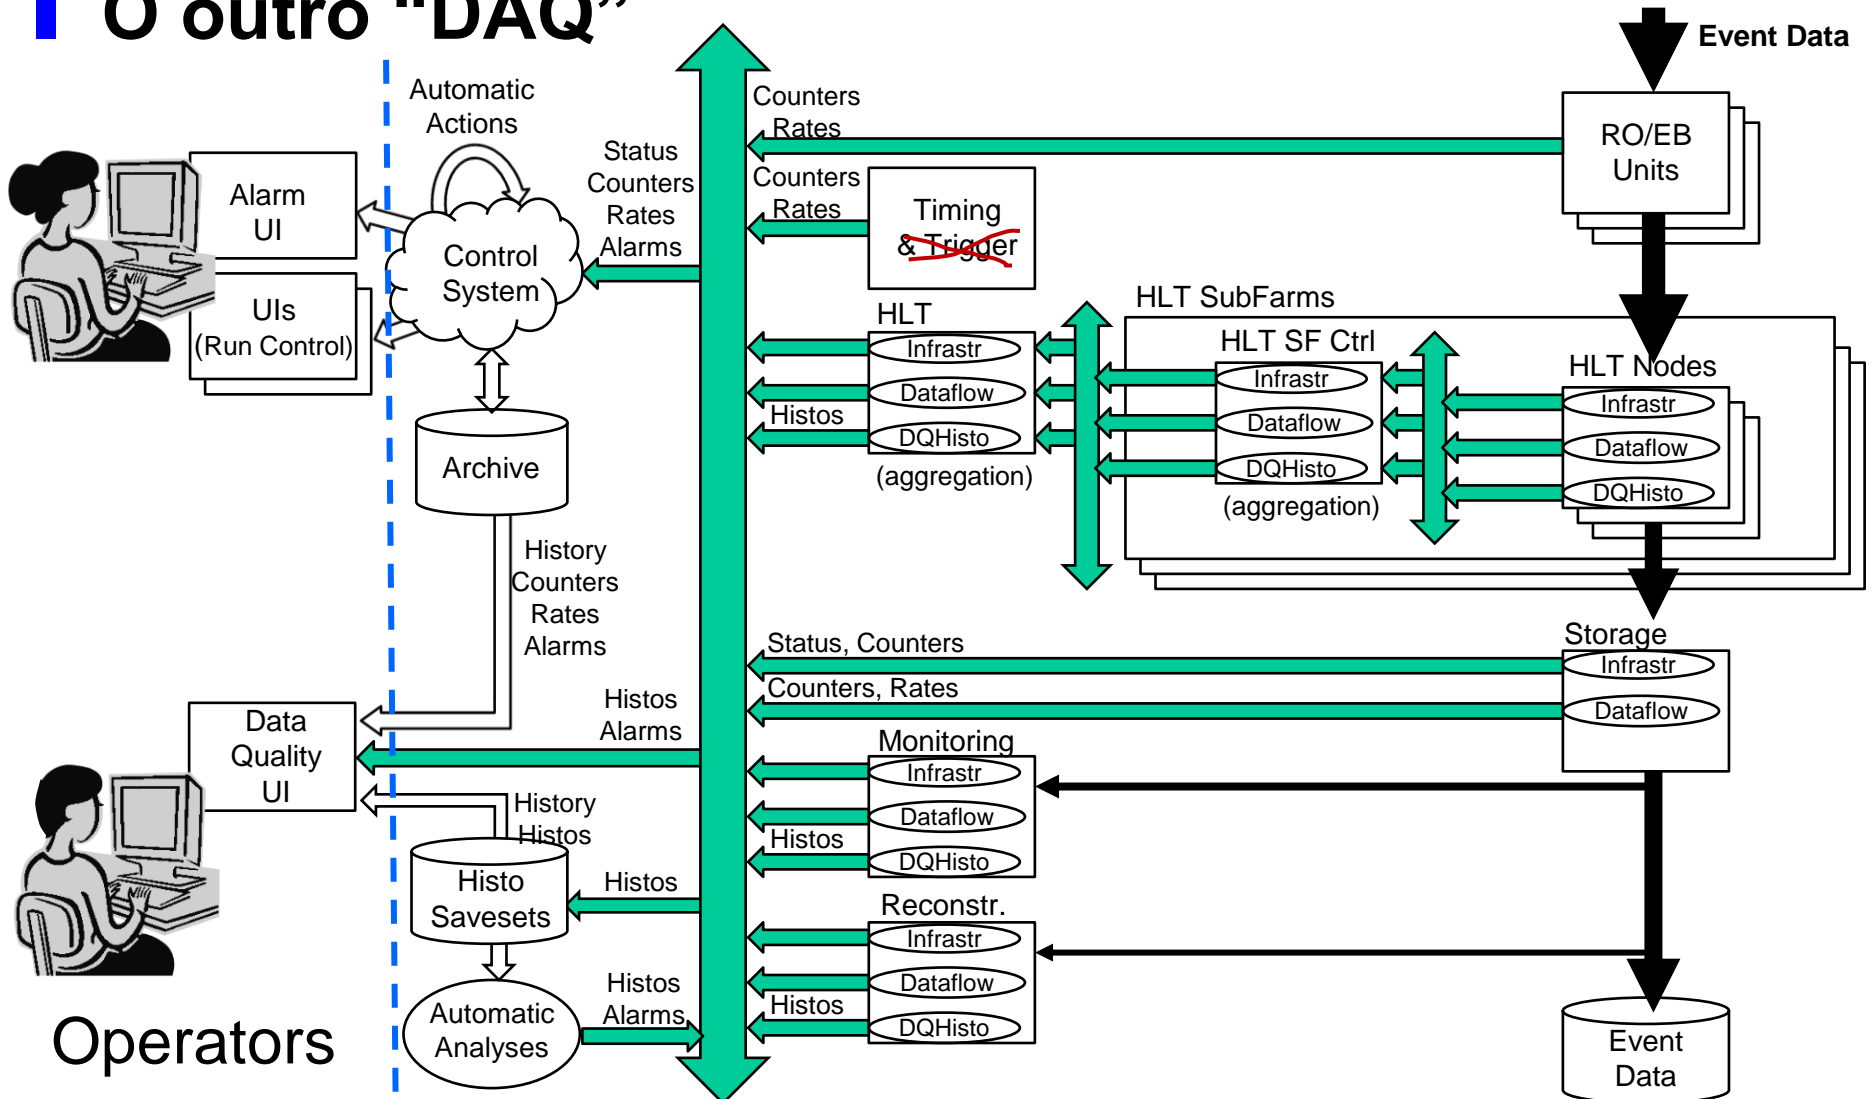 O outro "DAQ"
Event Data
Automatic
Actions
Counters
Rates
RO/EB
Units
Status
Counters
Rates
Alarms
Counters
Rates
Timing
& Trigger
Alarm
UI
Control
System
UIs
(Run Control)
HLT SubFarms
HLT
Infrastr
Dataflow
Histos
DQHisto
(aggregation)
HLT SF Ctrl
Infrastr
Dataflow
DQHisto
(aggregation)
HLT Nodes
Infrastr
Dataflow
DQHisto
Archive
History
Counters
Rates
Alarms
Storage
Status, Counters
Infrastr
Counters, Rates
Dataflow
Histos
Alarms
Data
Quality
UI
Monitoring
Infrastr
Dataflow
Histos
DQHisto
History
Histos
Histo
Savesets
Histos
Reconstr.
Infrastr
Dataflow
Histos
DQHisto
Histos
Alarms
Automatic
Analyses
Operators
Event
Data